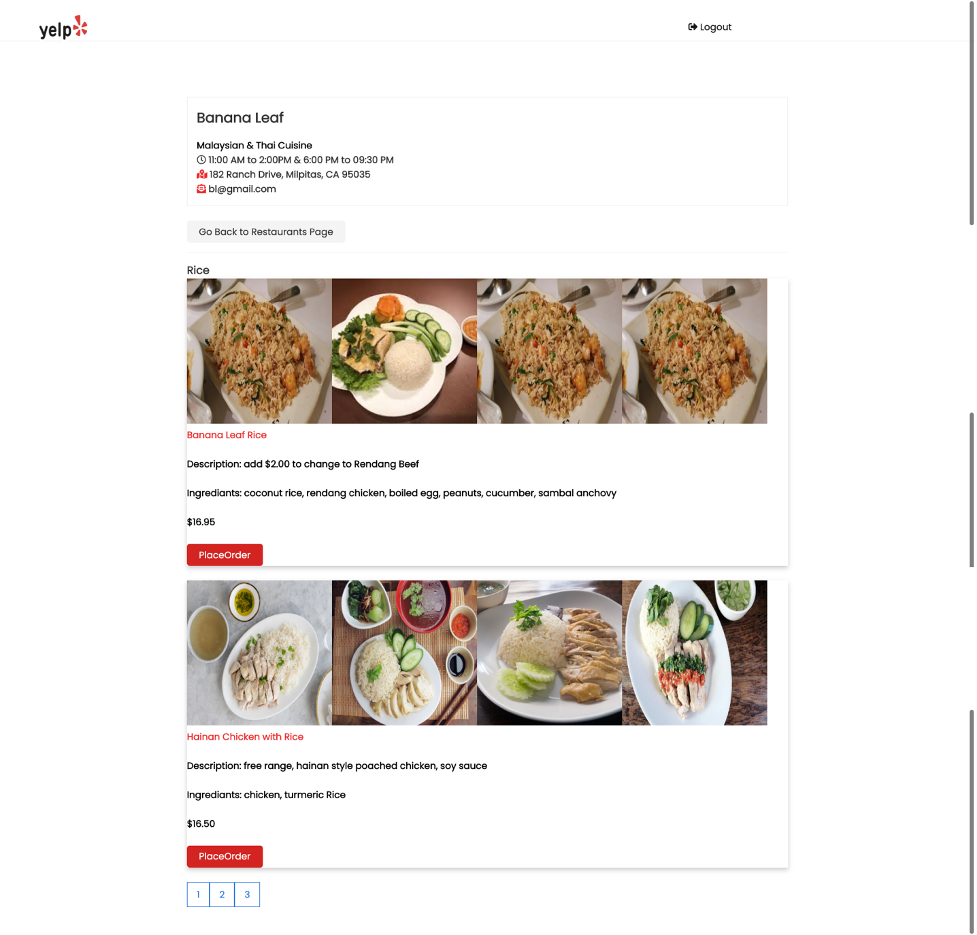 yelp
Logout
Banana Leaf
Malaysian & Thai Cuisine
11:00 AM to 2:00PM & 6:00 PM to 09:30 PM
182 Ranch Drive, Milpitas, CA 95035
bl@gmail.com
Go Back to Restaurants Page
Rice
Banana Leaf Rice
Description: add $2.00 to change to Rendang Beef
Ingrediants: coconut rice, rendang chicken, boiled egg, peanuts, cucumber, sambal anchovy
$16.95
PlaceOrder
Hainan Chicken with Rice
Description: free range, hainan style poached chicken, soy sauce
Ingrediants: chicken, turmeric Rice
$16.50
PlaceOrder
1 2 3